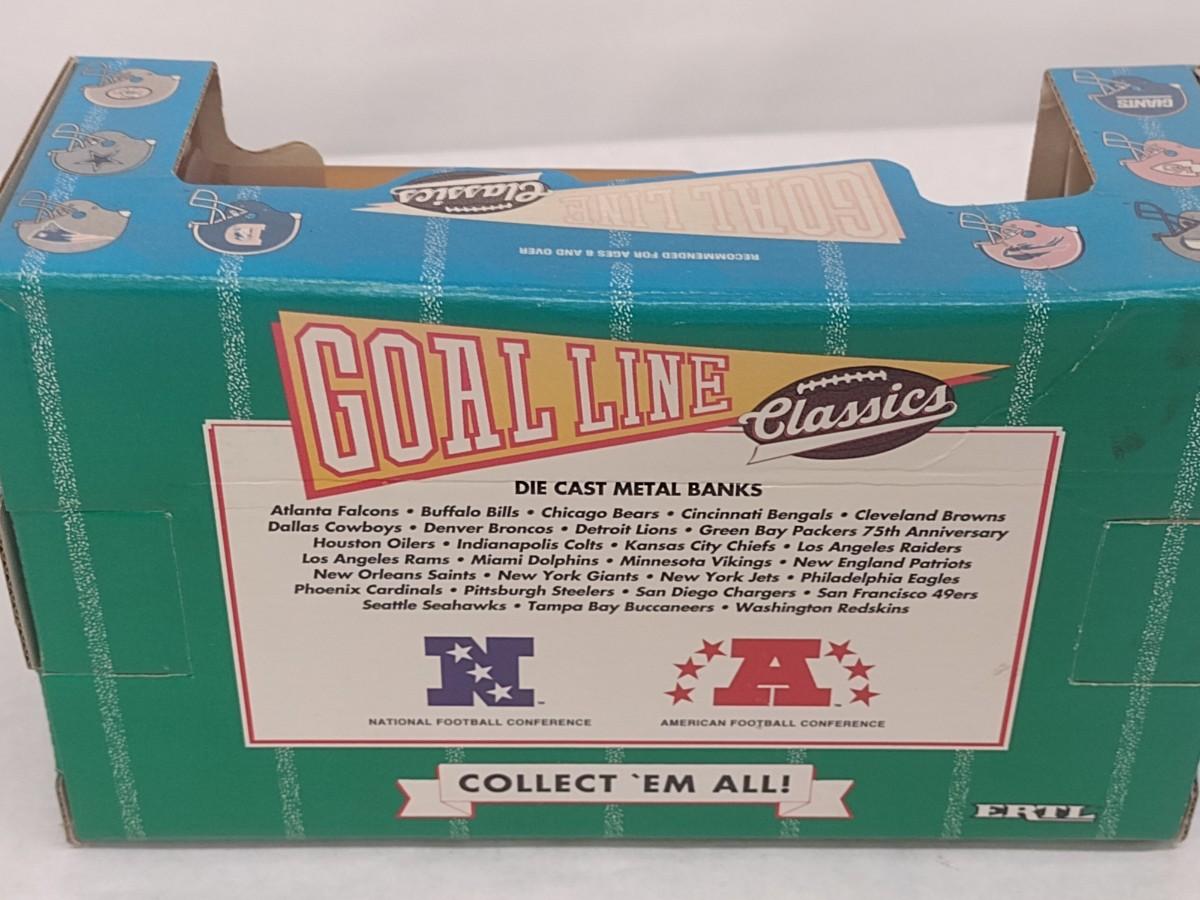 GIANTS
Classics
GOAL LINE
RECOMMENDED FOR AGES 8 AND OVER
GOAL LINE
Classics
DIE CAST METAL BANKS
Atlanta Falcons • Buffalo Bills • Chicago Bears • Cincinnati Bengals • Cleveland Browns
Dallas Cowboys • Denver Broncos • Detroit Lions • Green Bay Packers 75th Anniversary
Houston Oilers • Indianapolis Colts • Kansas City Chiefs • Los Angeles Raiders
Los Angeles Rams • Miami Dolphins • Minnesota Vikings • New England Patriots
New Orleans Saints • New York Giants • New York Jets • Philadelphia Eagles
Phoenix Cardinals • Pittsburgh Steelers • San Diego Chargers • San Francisco 49ers
Seattle Seahawks • Tampa Bay Buccaneers • Washington Redskins
N
A
NATIONAL FOOTBALL CONFERENCE
AMERICAN FOOTBALL CONFERENCE
COLLECT `EM ALL!
ERTL